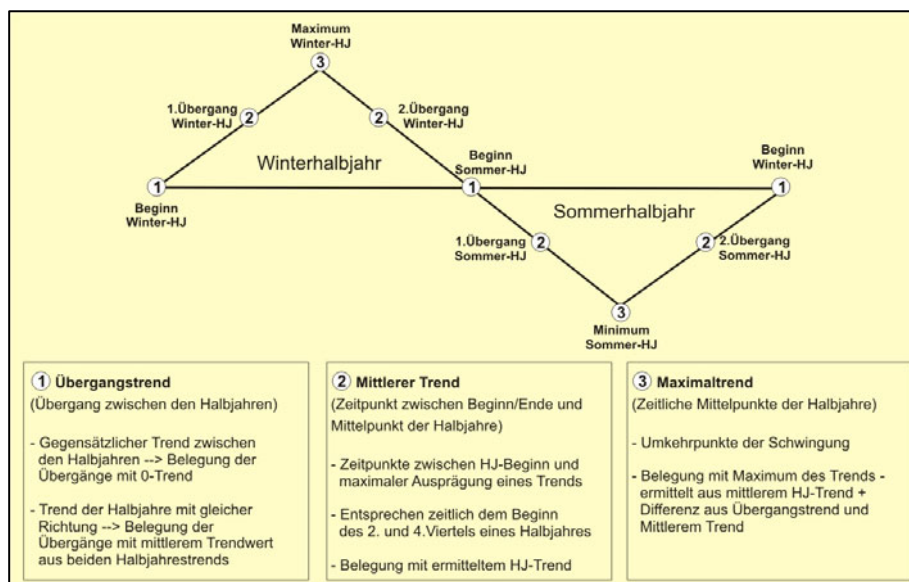 Maximum
Winter-HJ
3
1.Übergang
Winter-HJ
2
2
2.Übergang
Winter-HJ
Winterhalbjahr
Beginn
Sommer-HJ
Beginn
Winter-HJ
1
1
1
Beginn
Winter-HJ
Sommerhalbjahr
1.Übergang
Sommer-HJ
2
2
2.Übergang
Sommer-HJ
3
Minimum
Sommer-HJ
1 Übergangstrend
(Übergang zwischen den Halbjahren)
- Gegensätzlicher Trend zwischen
den Halbjahren --> Belegung der
Übergänge mit 0-Trend
- Trend der Halbjahre mit gleicher
Richtung --> Belegung der
Übergänge mit mittlerem Trendwert
aus beiden Halbjahrestrends
2 Mittlerer Trend
(Zeitpunkt zwischen Beginn/Ende und
Mittelpunkt der Halbjahre)
- Zeitpunkte zwischen HJ-Beginn und
maximaler Ausprägung eines Trends
- Entsprechen zeitlich dem Beginn
des 2. und 4.Viertels eines Halbjahres
- Belegung mit ermitteltem HJ-Trend
3 Maximaltrend
(Zeitliche Mittelpunkte der Halbjahre)
- Umkehrpunkte der Schwingung
- Belegung mit Maximum des Trends -
ermittelt aus mittlerem HJ-Trend +
Differenz aus Übergangstrend und
Mittlerem Trend